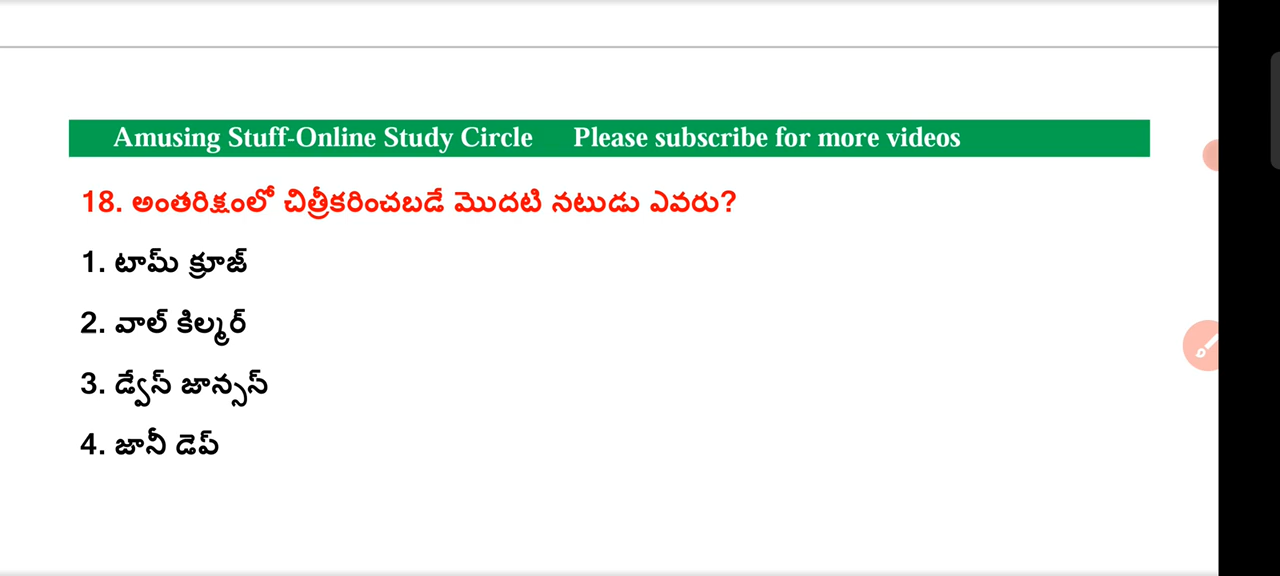 Amusing Stuff-Online Study Circle Please subscribe for more videos
18. అంతరిక్షంలో చిత్రీకరించబడే మొదటి నటుడు ఎవరు?
1. టామ్ క్రూజ్
2. వాల్ కిల్మర్
3. డ్వేస్ జాన్సస్
4. జానీ డెప్